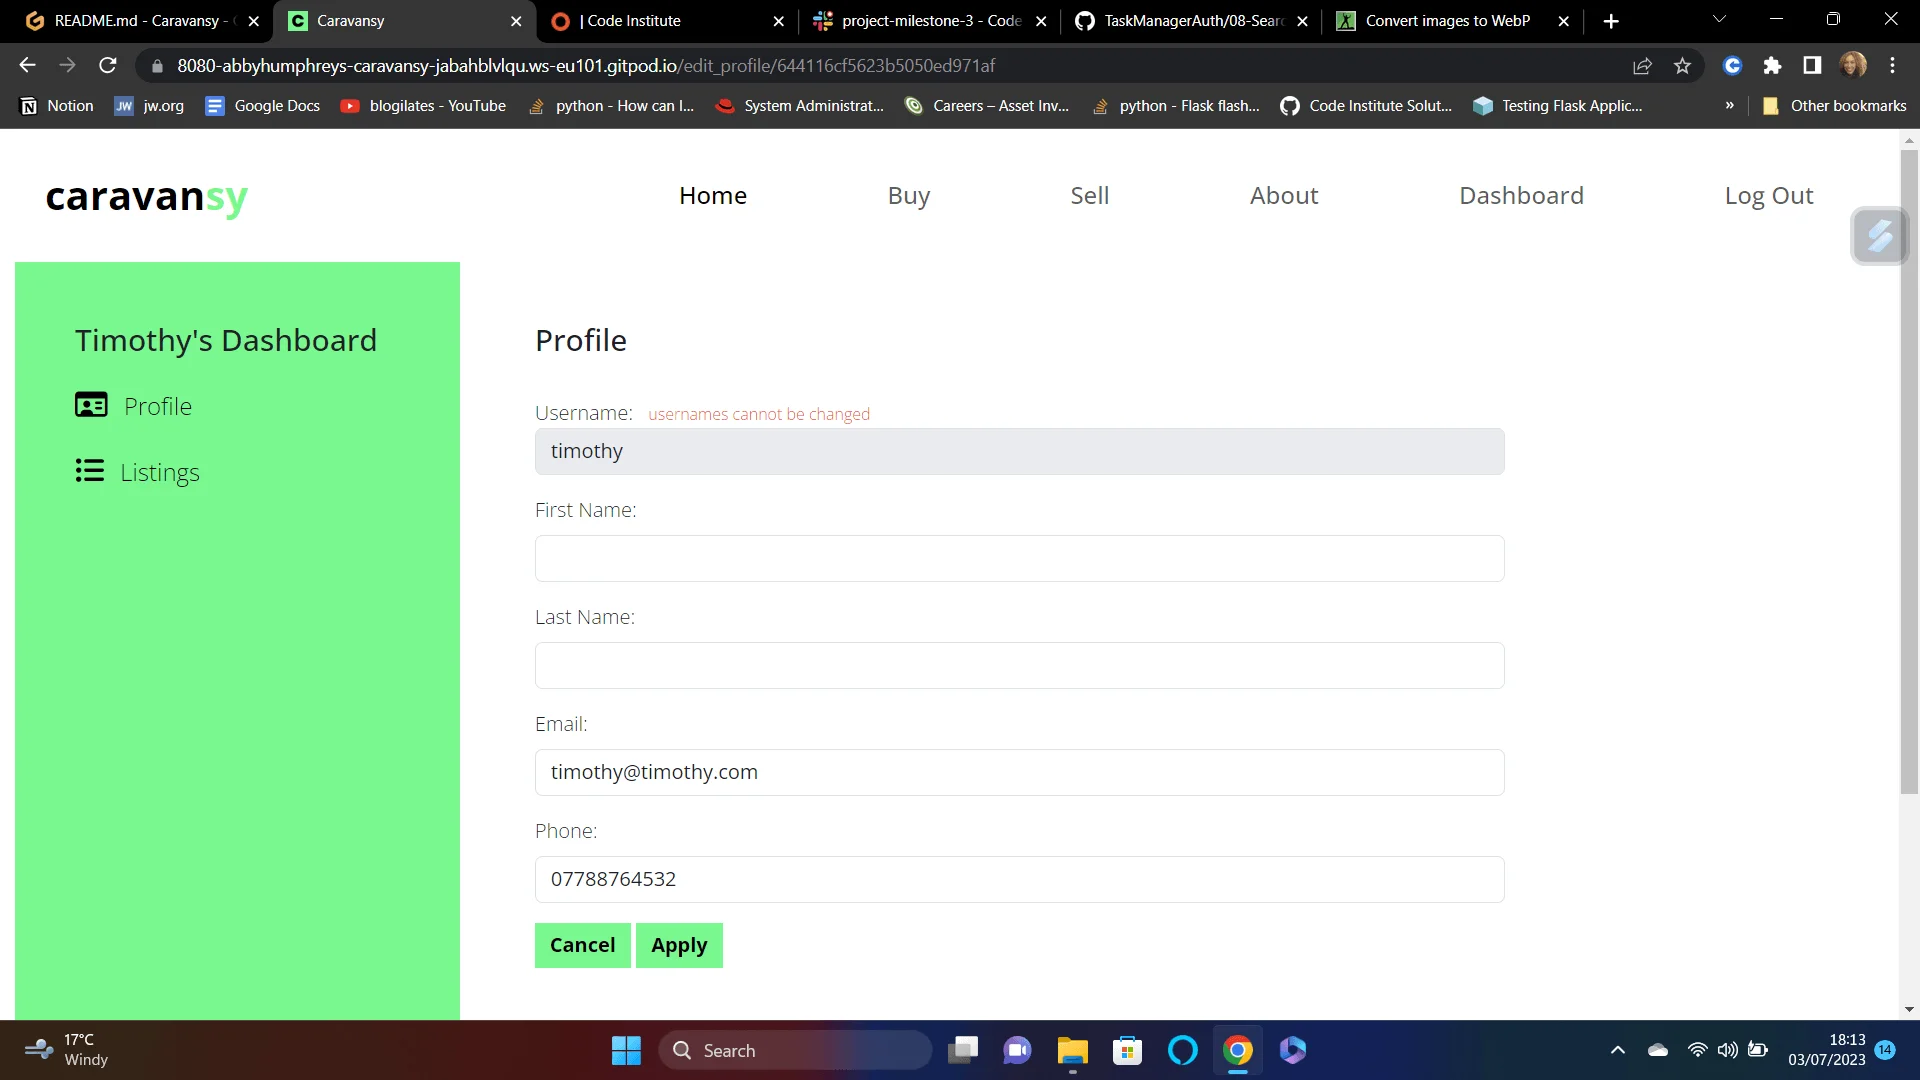 README.md - Caravansy -
Caravansy
| Code Institute
project-milestone-3 - Code
TaskManagerAuth/08-Sear
Convert images to WebP
8080-abbyhumphreys-caravansy-jabahblvlqu.ws-eu101.gitpod.io/edit_profile/644116cf5623b5050ed971af
Notion
JW jw.org
Google Docs
blogilates - YouTube
python - How can I...
System Administrat...
Careers – Asset Inv...
python - Flask flash...
Code Institute Solut...
Testing Flask Applic...
»
Other bookmarks
caravansy
Home
Buy
Sell
About
Dashboard
Log Out
Timothy's Dashboard
Profile
Listings
Profile
Username: usernames cannot be changed
timothy
First Name:
Last Name:
Email:
timothy@timothy.com
Phone:
07788764532
Cancel
Apply
17°C
Windy
Search
18:13
03/07/2023
14